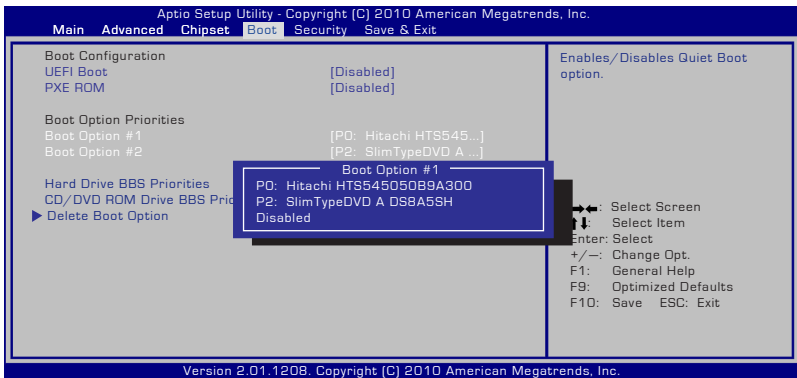 Aptio Setup Utility - Copyright (C) 2010 American Megatrends, Inc.
Main Advanced Chipset Boot Security Save & Exit
Boot Configuration
UEFI Boot [Disabled]
PXE ROM [Disabled]
Boot Option Priorities
Boot Option #1 [P0: Hitachi HTS545...]
Boot Option #2 [P2: SlimTypeDVD A ...]
Hard Drive BBS Priorities
CD/DVD ROM Drive BBS Prio
Delete Boot Option
Boot Option #1
P0: Hitachi HTS545050B9A300
P2: SlimTypeDVD A DS8A5SH
Disabled
Enables/Disables Quiet Boot
option.
→←: Select Screen
↑↓: Select Item
Enter: Select
+/—: Change Opt.
F1: General Help
F9: Optimized Defaults
F10: Save ESC: Exit
Version 2.01.1208. Copyright (C) 2010 American Megatrends, Inc.